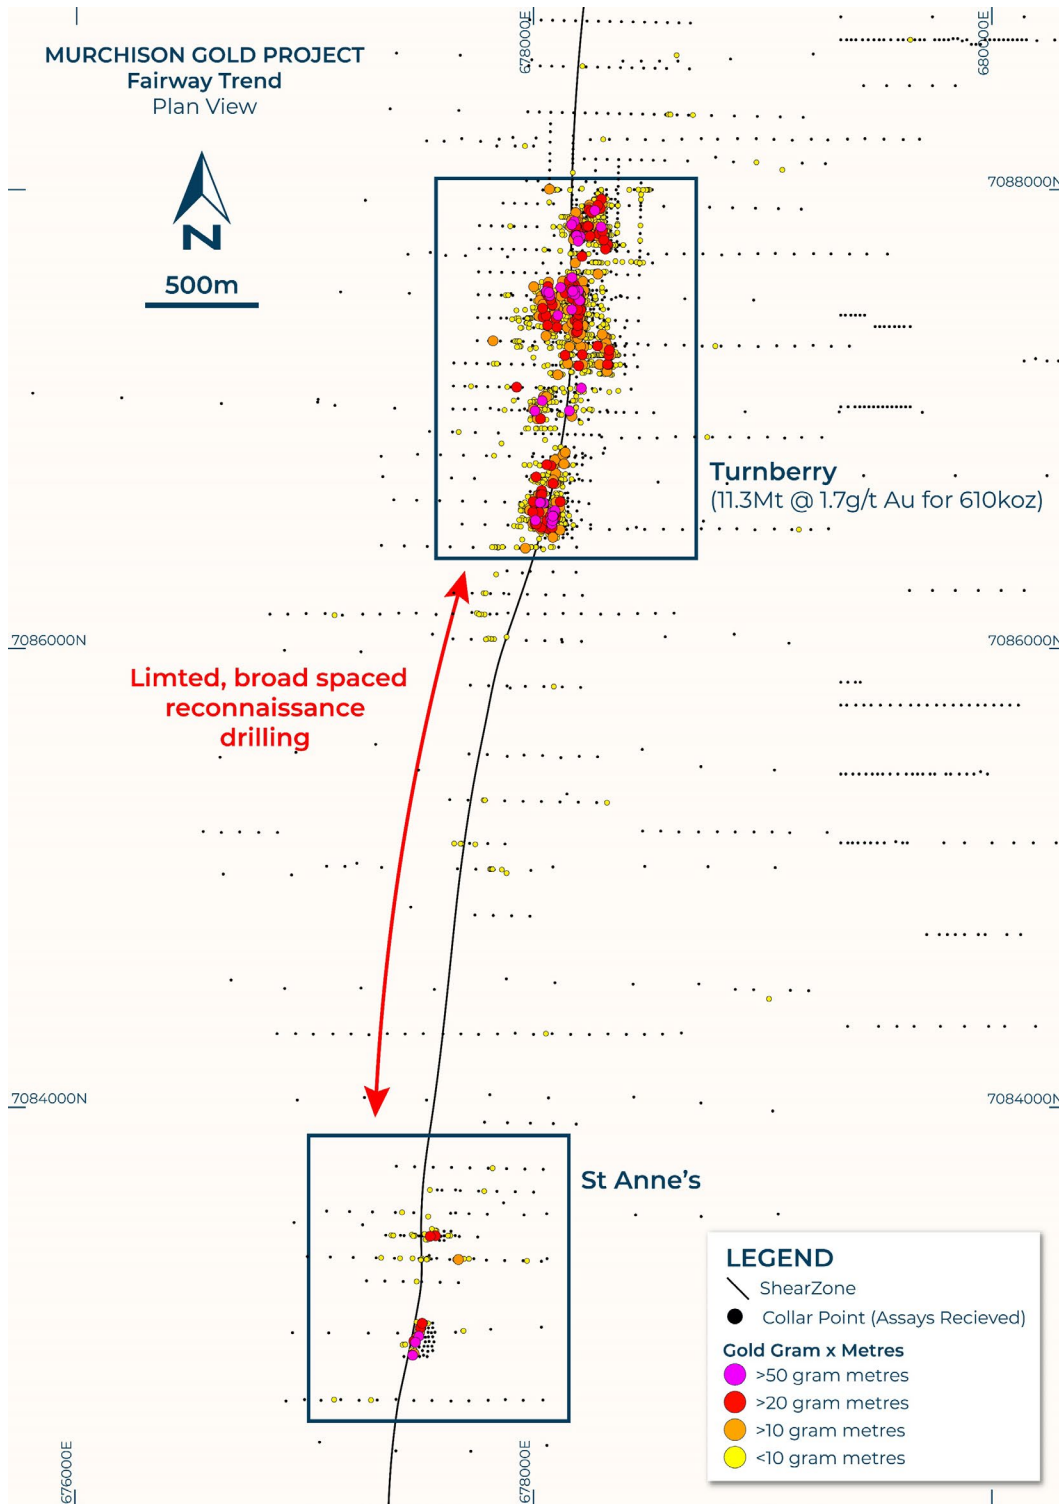 MURCHISON GOLD PROJECT
Fairway Trend
Plan View
N
500m
678000E
680000E
7088000N
Turnberry
(11.3Mt @ 1.7g/t Au for 610koz)
7086000N
7086000N
Limted, broad spaced
reconnaissance
drilling
7084000N
7084000N
St Anne's
LEGEND
ShearZone
Collar Point (Assays Recieved)
Gold Gram x Metres
>50 gram metres
>20 gram metres
>10 gram metres
<10 gram metres
676000E
678000E